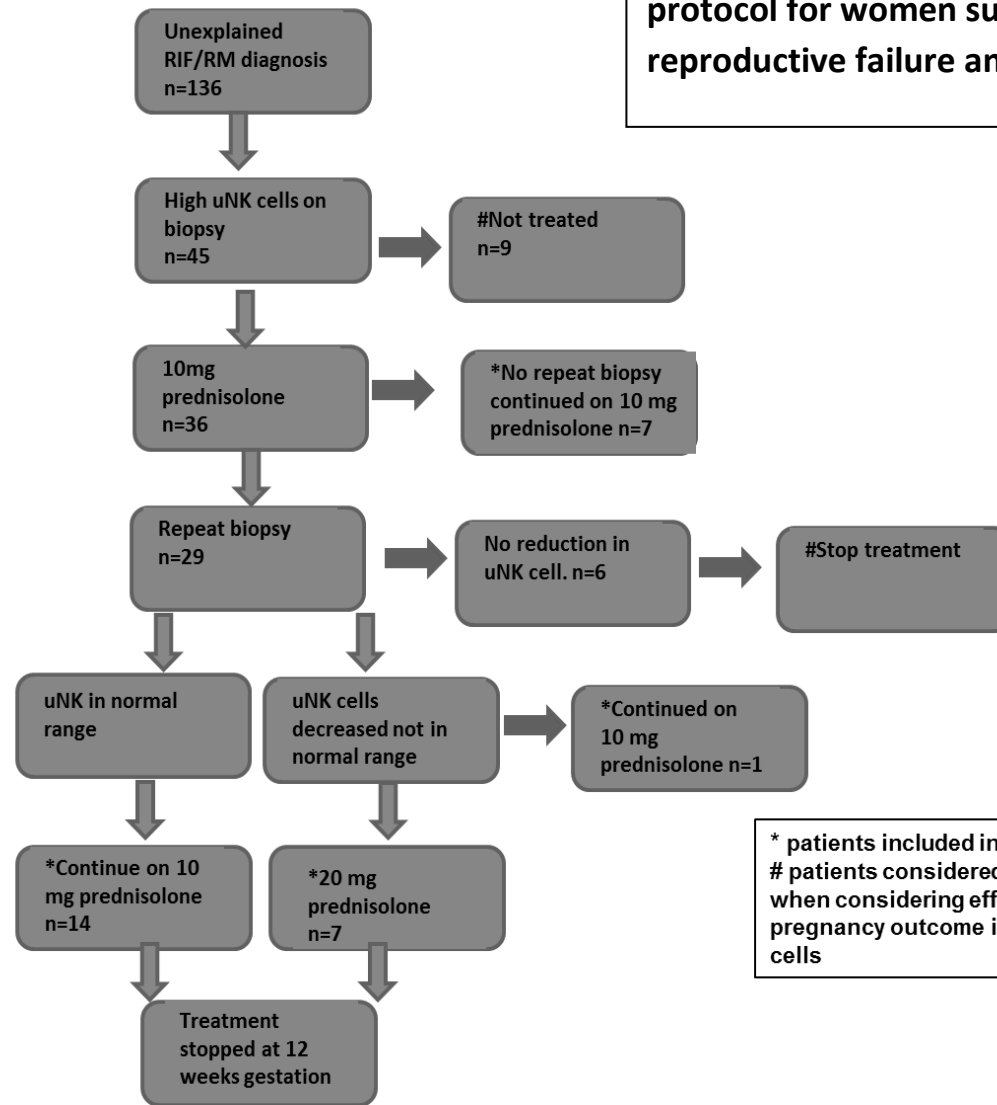 protocol for women su
reproductive failure an
Unexplained
RIF/RM diagnosis
n=136
High uNK cells on
biopsy
n=45
#Not treated
n=9
10mg
prednisolone
n=36
*No repeat biopsy
continued on 10 mg
prednisolone n=7
Repeat biopsy
n=29
No reduction in
uNK cell. n=6
#Stop treatment
uNK in normal
range
uNK cells
decreased not in
normal range
*Continued on
10 mg
prednisolone n=1
*Continue on 10
mg prednisolone
n=14
*20 mg
prednisolone
n=7
* patients included in
# patients considered
when considering eff
pregnancy outcome i
cells
Treatment
stopped at 12
weeks gestation